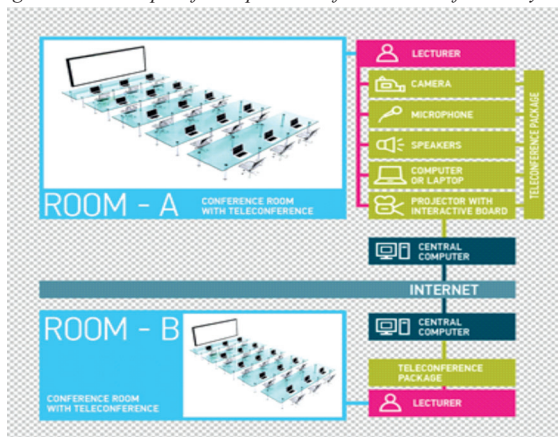 LECTURER
CAMERA
MICROPHONE
SPEAKERS
COMPUTER
OR LAPTOP
PROJECTOR WITH
INTERACTIVE BOARD
TELECONFERENCE PACKAGE
ROOM - A
CONFERENCE ROOM
WITH TELECONFERENCE
CENTRAL
COMPUTER
INTERNET
ROOM - B
CONFERENCE ROOM
WITH TELECONFERENCE
CENTRAL
COMPUTER
TELECONFERENCE
PACKAGE
LECTURER